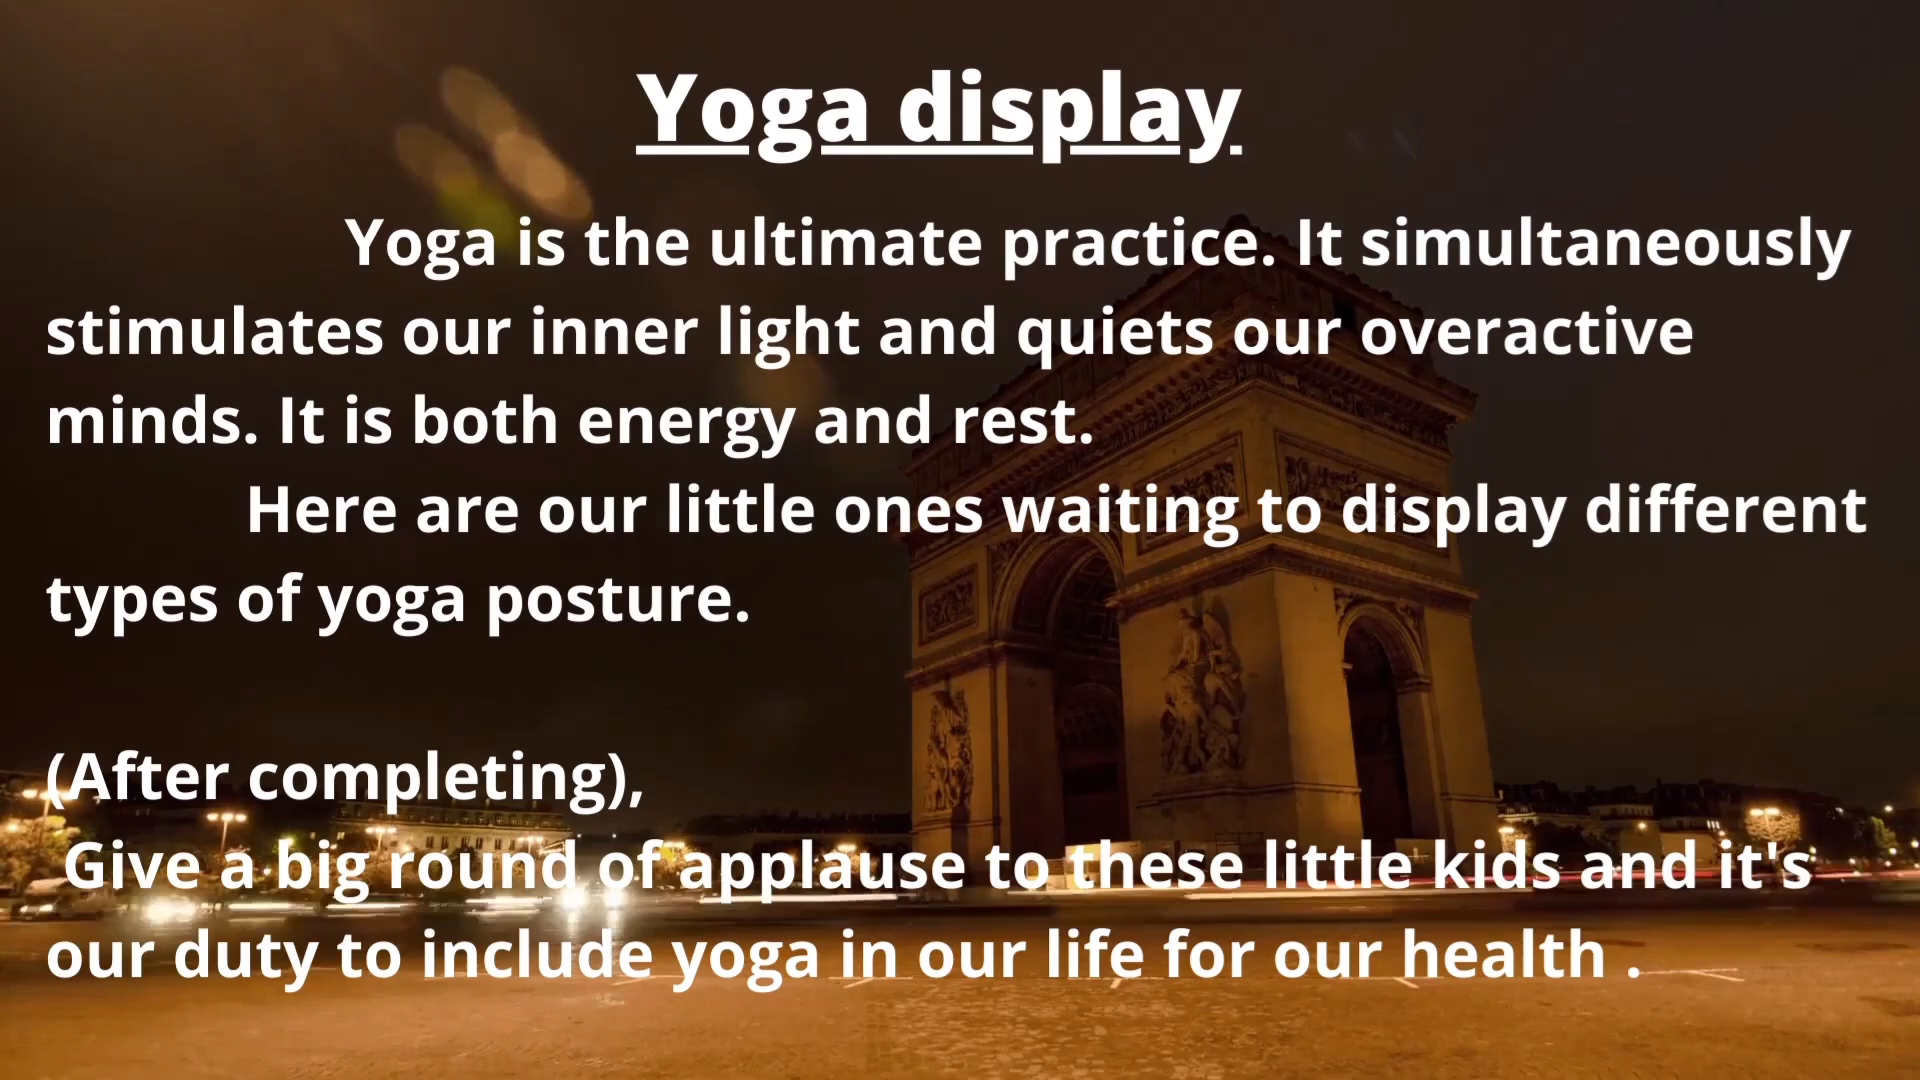 Yoga display
Yoga is the ultimate practice. It simultaneously
stimulates our inner light and quiets our overactive
minds. It is both energy and rest.
Here are our little ones waiting to display different
types of yoga posture.
(After completing),
Give a big round of applause to these little kids and it's
our duty to include yoga in our life for our health .